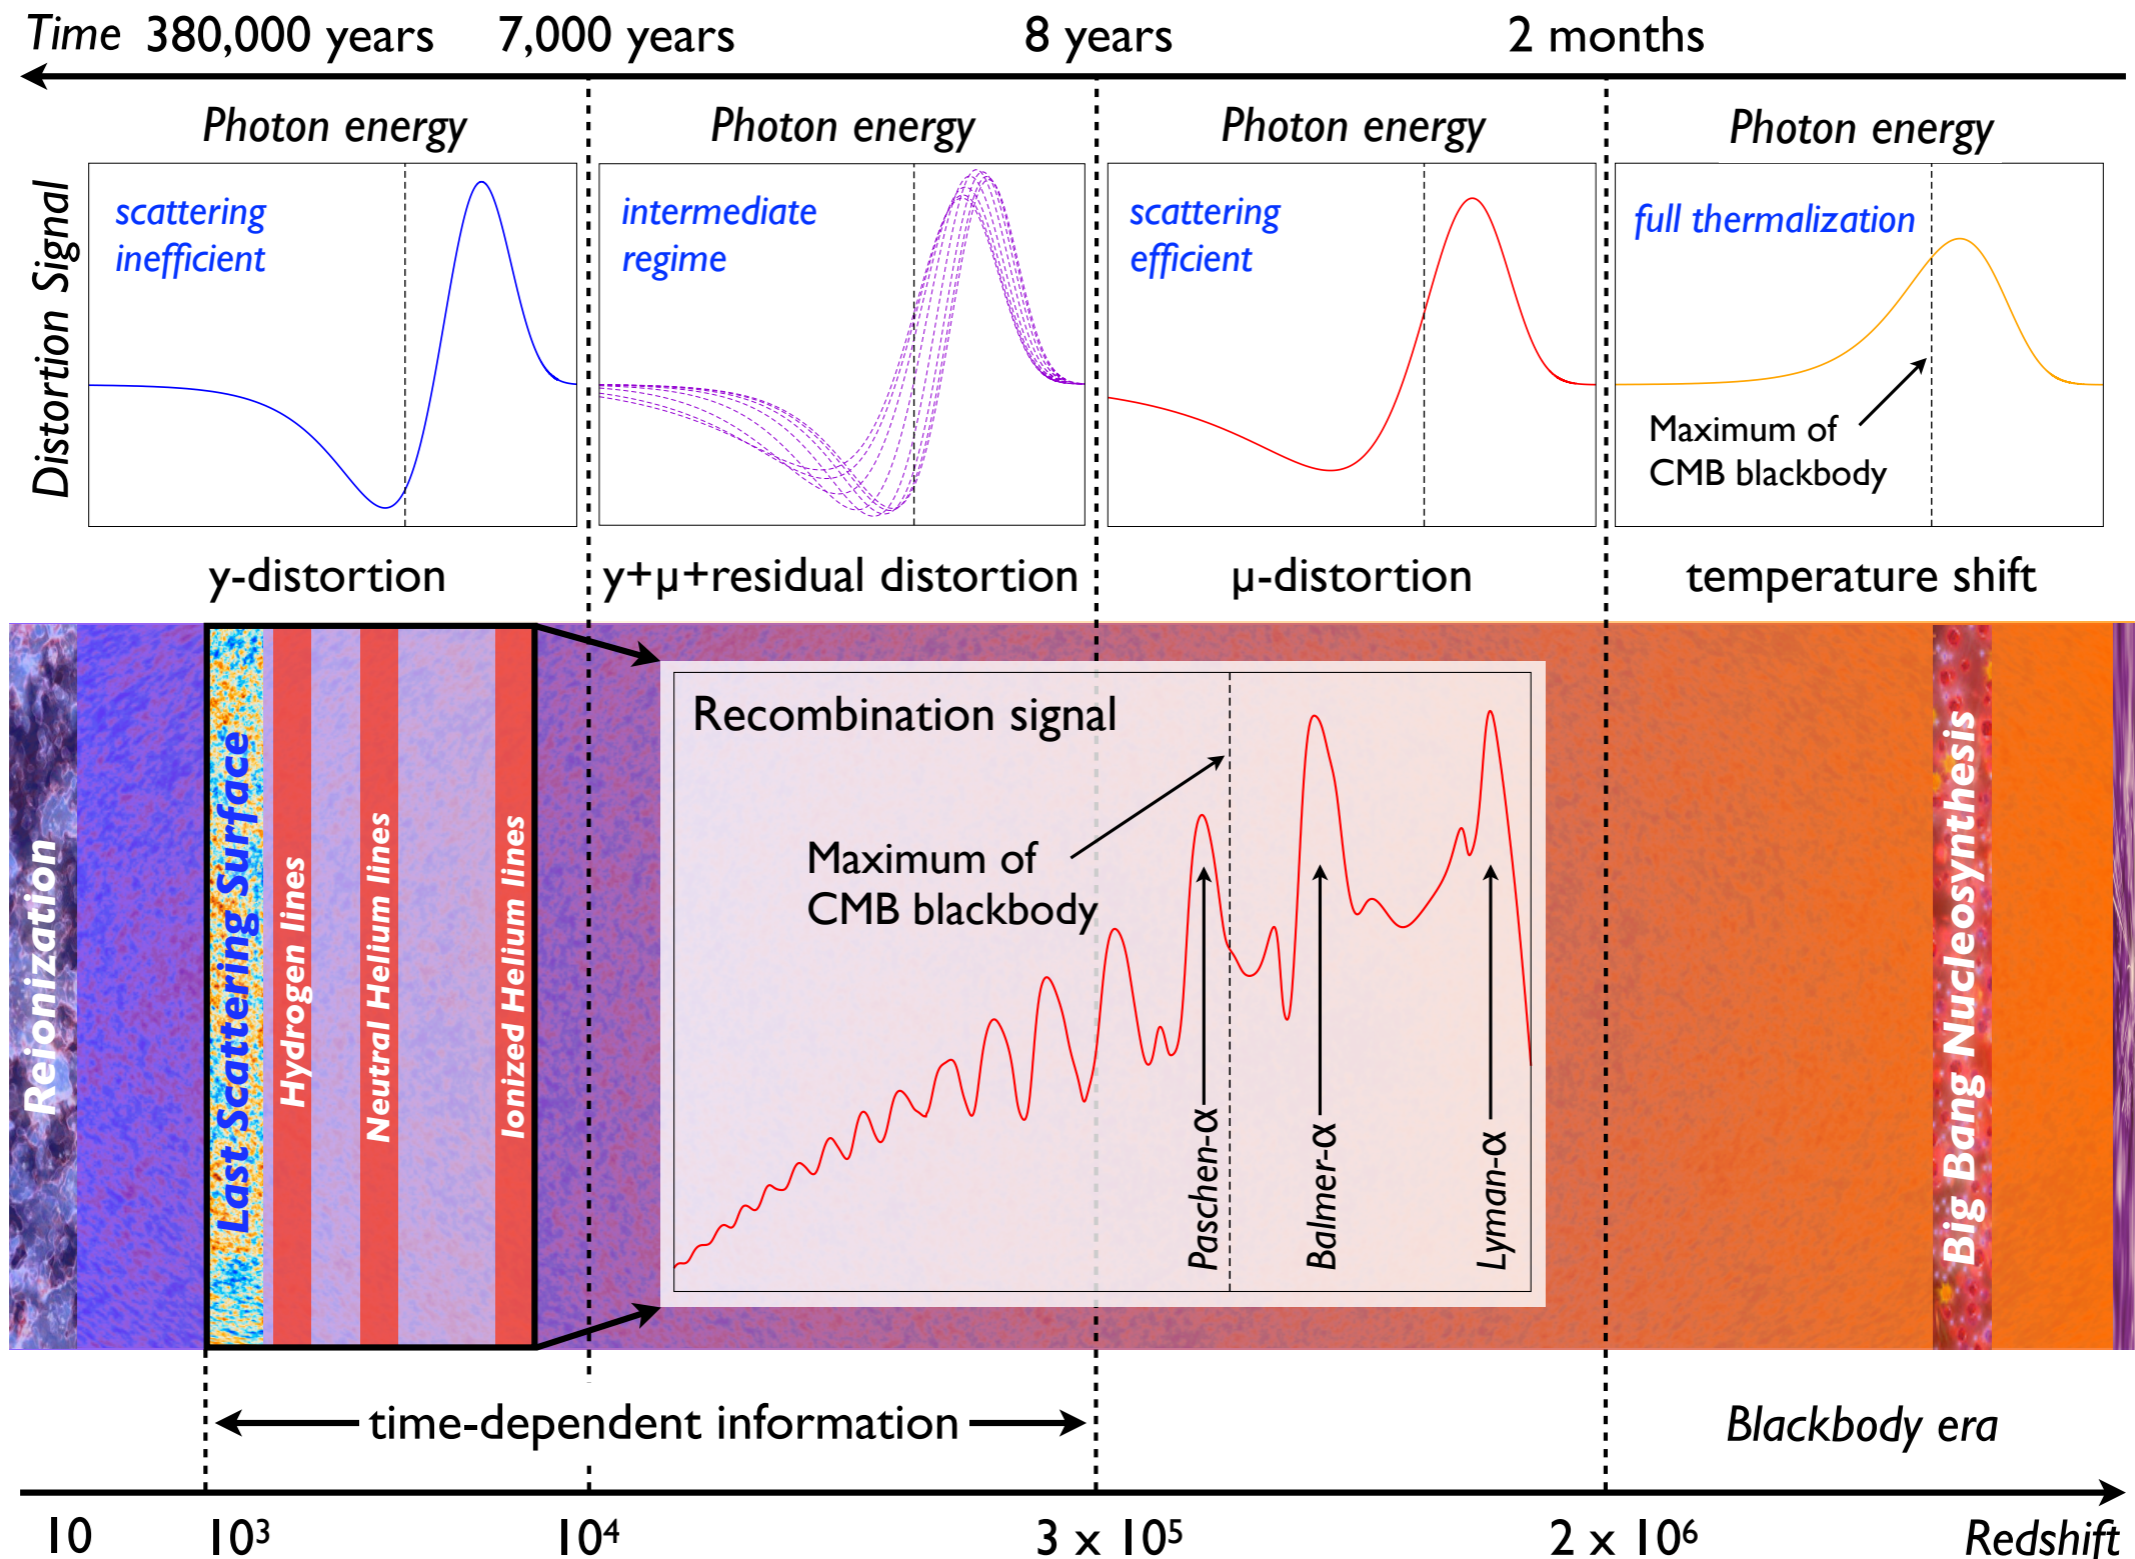 Time 380,000 years 7,000 years 8 years 2 months
Photon energy Photon energy Photon energy Photon energy
Distortion Signal
scattering
inefficient
intermediate
regime
scattering
efficient
full thermalization
Maximum of
CMB blackbody
y-distortion y+μ+residual distortion μ-distortion temperature shift
Reionization
Last Scattering Surface
Hydrogen lines
Neutral Helium lines
Ionized Helium lines
Recombination signal
Maximum of
CMB blackbody
Paschen-α
Balmer-α
Lyman-α
Big Bang Nucleosynthesis
time-dependent information
Blackbody era
10 10³ 10⁴ 3 x 10⁵ 2 x 10⁶ Redshift